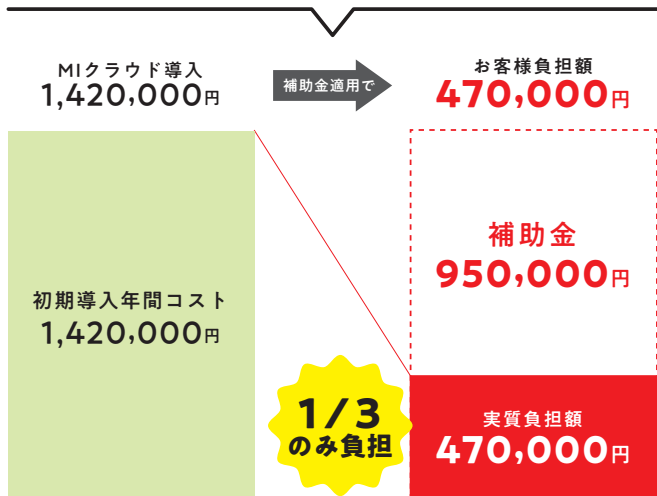 MIクラウド導入
1,420,000円
補助金適用で
お客様負担額
470,000円
初期導入年間コスト
1,420,000円
補助金
950,000円
1/3
のみ負担
実質負担額
470,000円